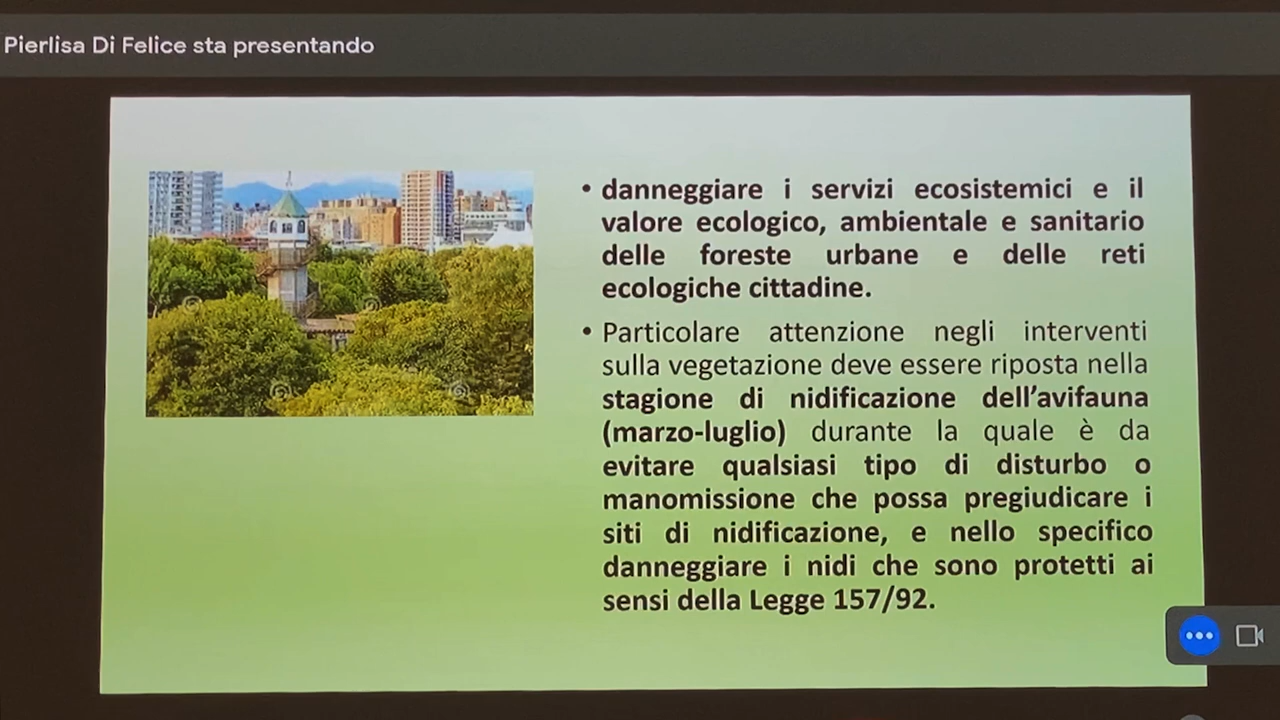 Pierlisa Di Felice sta presentando
• danneggiare i servizi ecosistemici e il
valore ecologico, ambientale e sanitario
delle foreste urbane e delle reti
ecologiche cittadine.
• Particolare attenzione negli interventi
sulla vegetazione deve essere riposta nella
stagione di nidificazione dell’avifauna
(marzo-luglio) durante la quale è da
evitare qualsiasi tipo di disturbo o
manomissione che possa pregiudicare i
siti di nidificazione, e nello specifico
danneggiare i nidi che sono protetti ai
sensi della Legge 157/92.